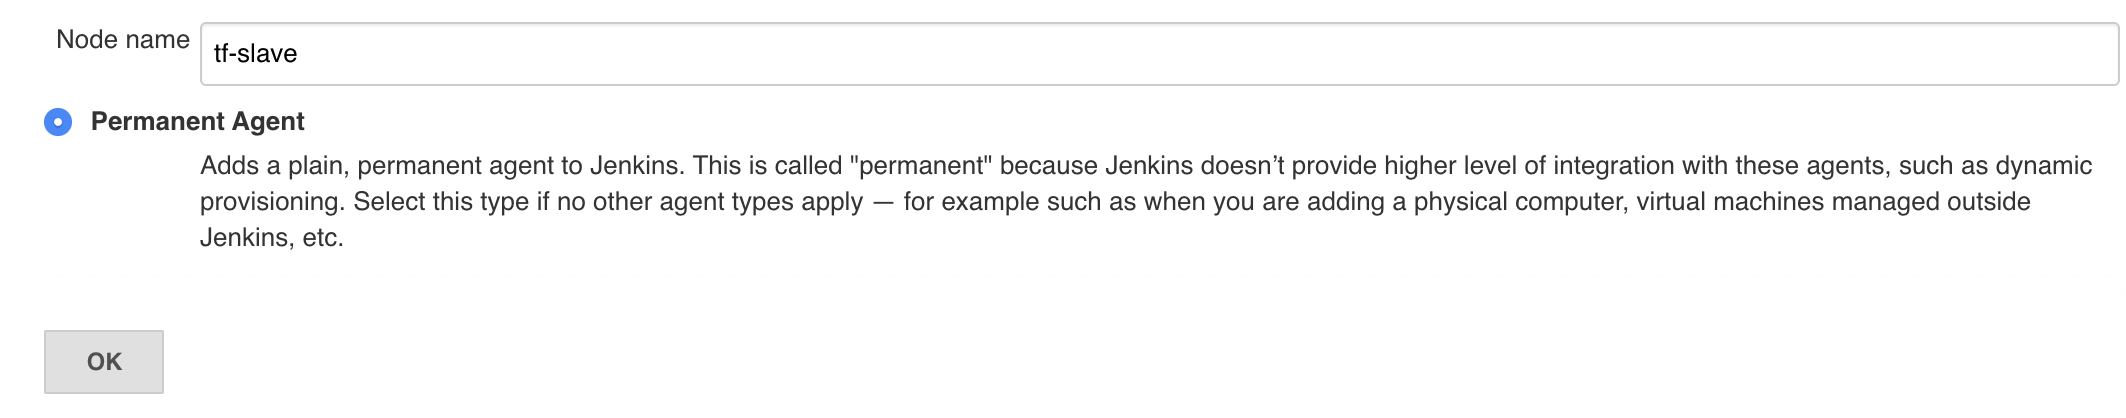 Node name
tf-slave
Permanent Agent
Adds a plain, permanent agent to Jenkins. This is called "permanent" because Jenkins doesn’t provide higher level of integration with these agents, such as dynamic
provisioning. Select this type if no other agent types apply — for example such as when you are adding a physical computer, virtual machines managed outside
Jenkins, etc.
OK